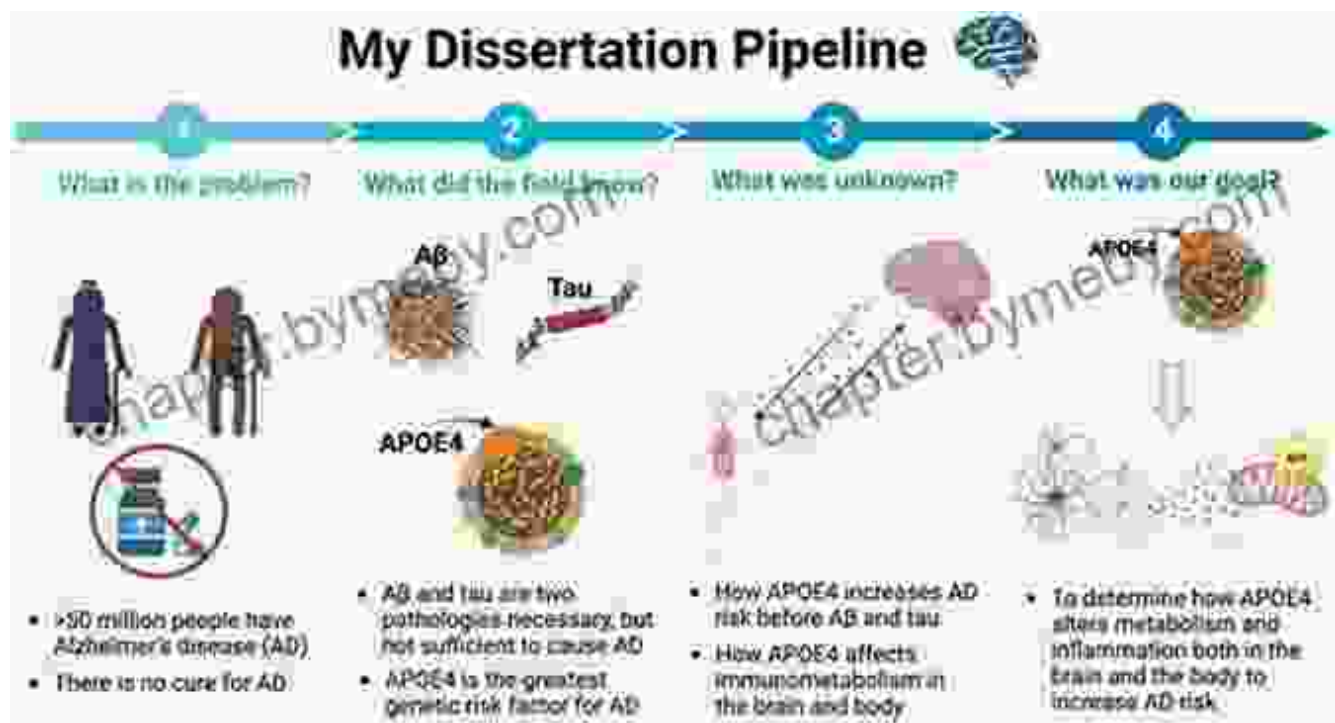 My Dissertation Pipeline
1
What is the problem?
>50 million people have
Alzheimer's disease (AD)
There is no cure for AD
2
What did the field know?
Aβ
Tau
APOE4
Aβ and tau are two
pathologies necessary, but
not sufficient to cause AD
APOE4 is the greatest
genetic risk factor for AD
3
What was unknown?
How APOE4 increases AD
risk before Aβ and tau
How APOE4 affects
immunometabolism in
the brain and body
4
What was our goal?
APOE4
To determine how APOE4
alters metabolism and
inflammation both in the
brain and the body to
increase AD risk
chapter.bymeby.com
chapter.bymeby.com